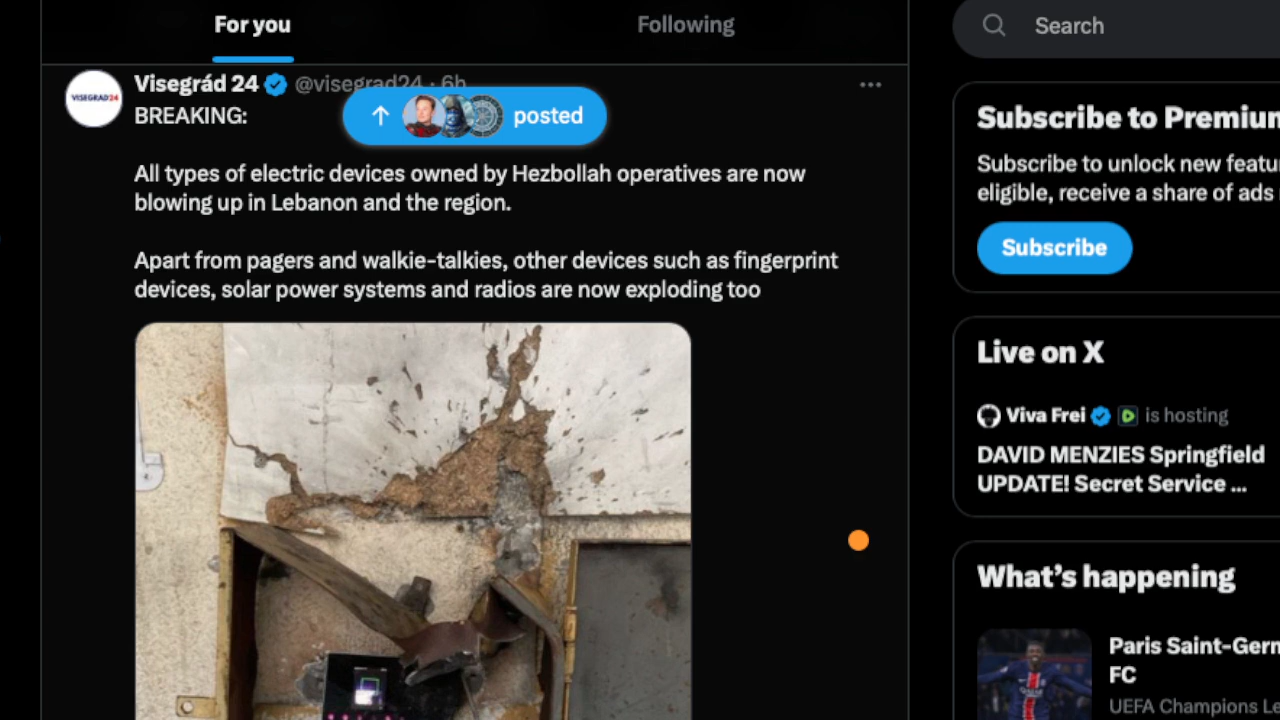 For you
Following
Search
VISEGRAD24
Visegrád 24 @visegrad24 · 6h
BREAKING:
posted
All types of electric devices owned by Hezbollah operatives are now
blowing up in Lebanon and the region.
Apart from pagers and walkie-talkies, other devices such as fingerprint
devices, solar power systems and radios are now exploding too
Subscribe to Premium
Subscribe to unlock new featu
eligible, receive a share of ads
Subscribe
Live on X
Viva Frei is hosting
DAVID MENZIES Springfield
UPDATE! Secret Service ...
What's happening
Paris Saint-Germ
FC
UEFA Champions Le